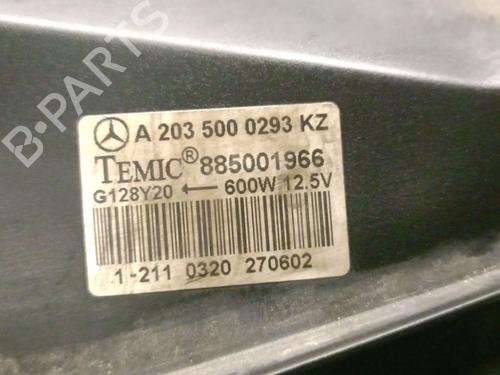 A 203 500 0293 KZ
TEMIC® 885001966
G128Y20 ← 600W 12.5V
1-211 0320 270602
B-PARTS